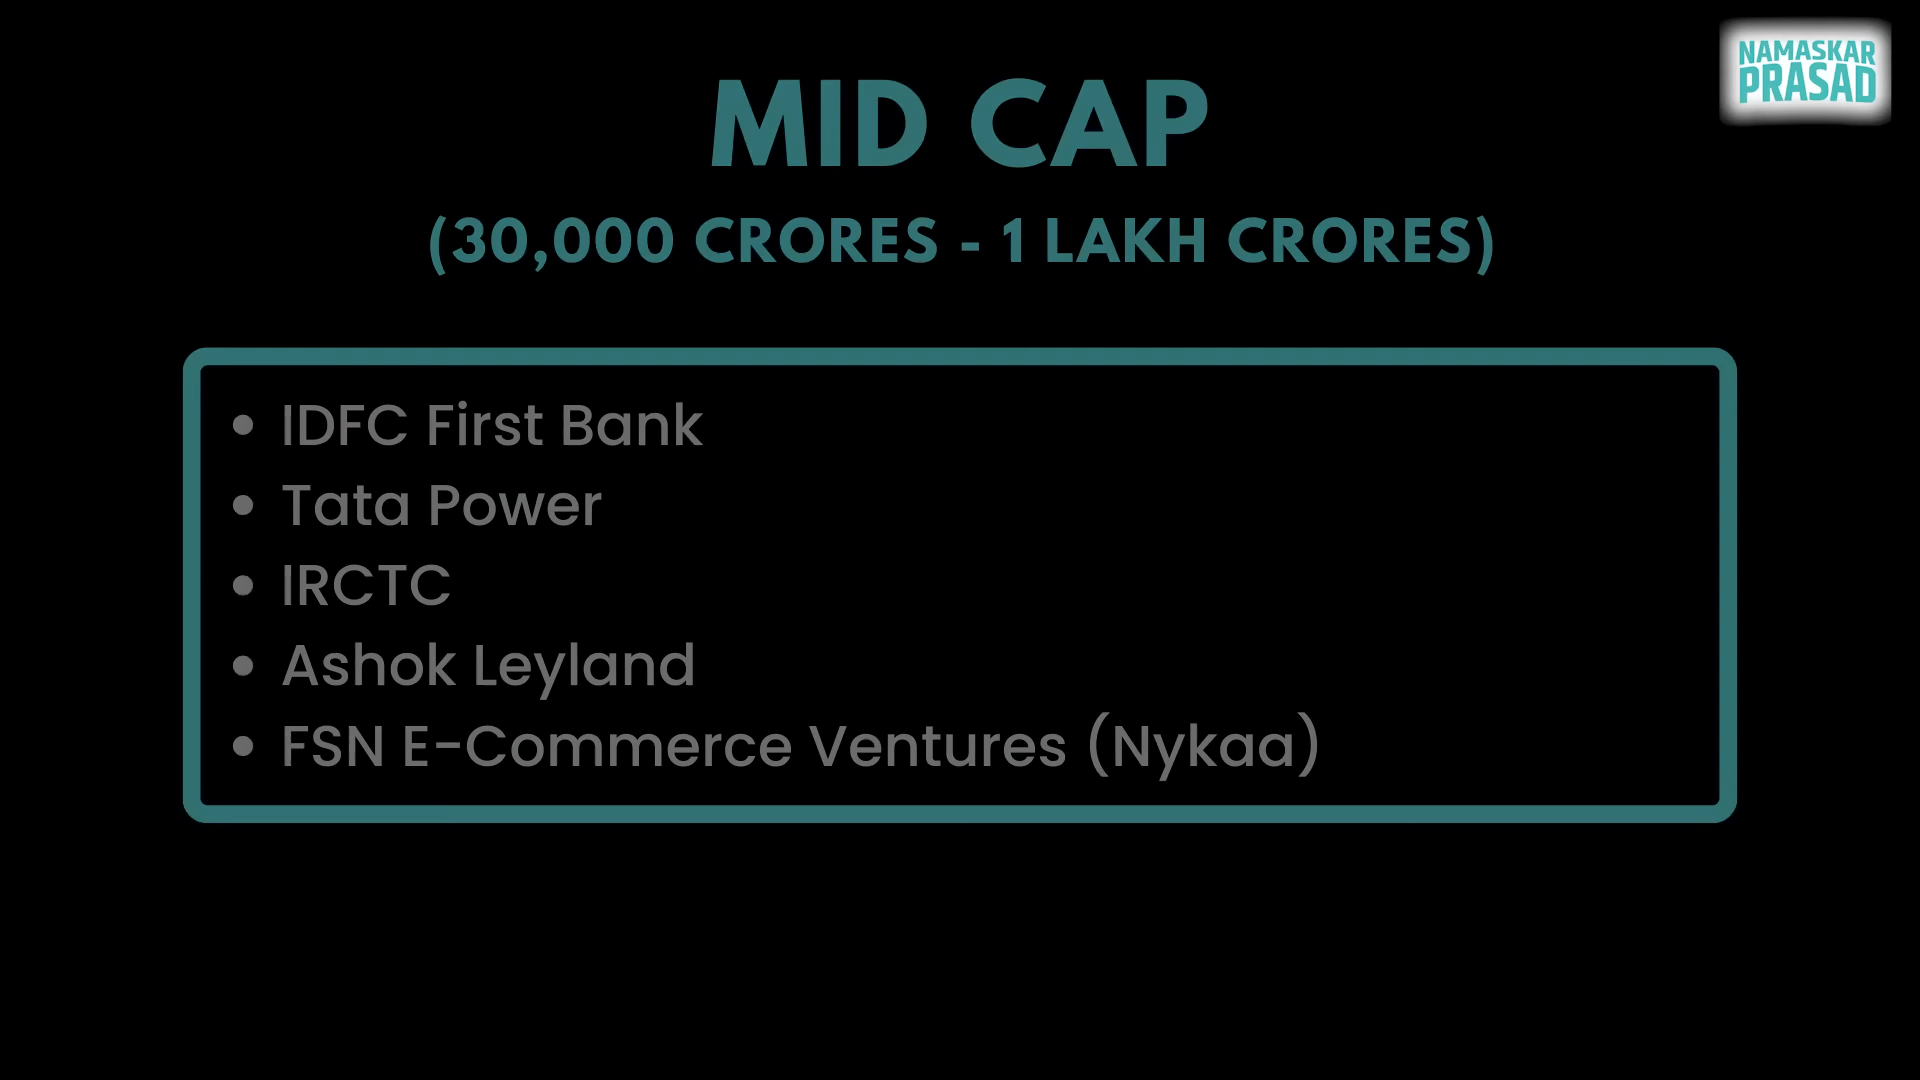 NAMASKAR
PRASAD
MID CAP
(30,000 CRORES - 1 LAKH CRORES)
• IDFC First Bank
• Tata Power
• IRCTC
• Ashok Leyland
• FSN E-Commerce Ventures (Nykaa)